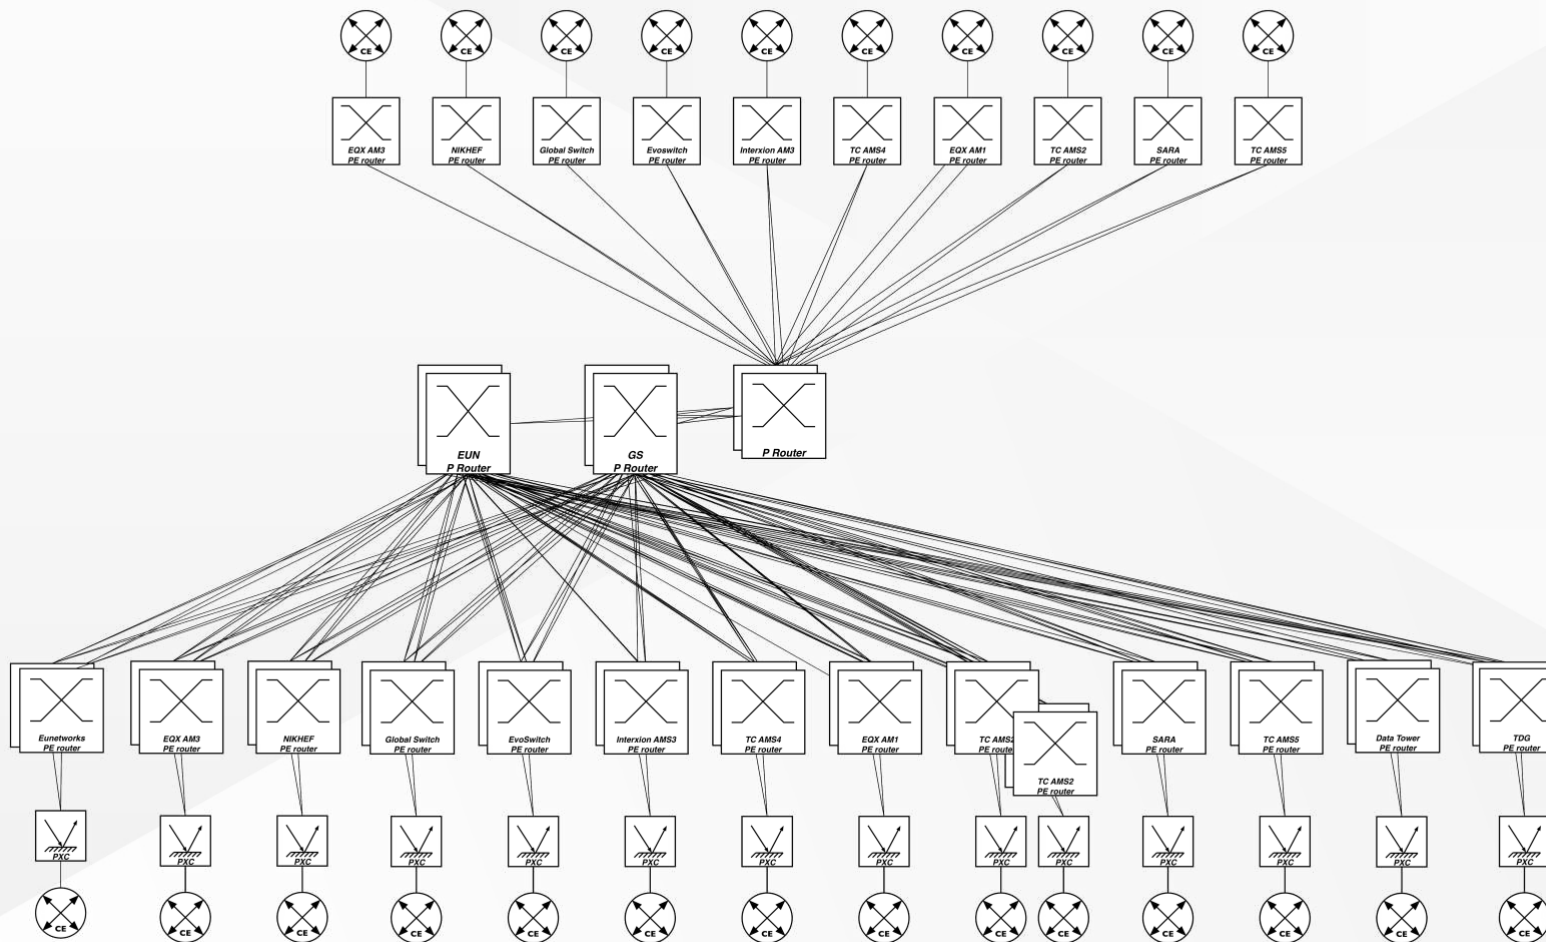 CE CE CE CE CE CE CE CE CE CE
EQX AM3 NIKHEF Global Switch Evoswitch Interxion AM3 TC AMS4 EQX AM1 TC AMS2 SARA TC AMS5
PE router PE router PE router PE router PE router PE router PE router PE router PE router PE router
EUN GS P Router
P Router P Router
Eunetworks EQX AM3 NIKHEF Global Switch EvoSwitch Interxion AMS3 TC AMS4 EQX AM1 TC AMS2 SARA TC AMS5 Data Tower TDG
PE router PE router PE router PE router PE router PE router PE router PE router PE router PE router PE router PE router PE router
TC AMS2
PE router
PXC PXC PXC PXC PXC PXC PXC PXC PXC PXC PXC PXC PXC PXC
CE CE CE CE CE CE CE CE CE CE CE CE CE CE